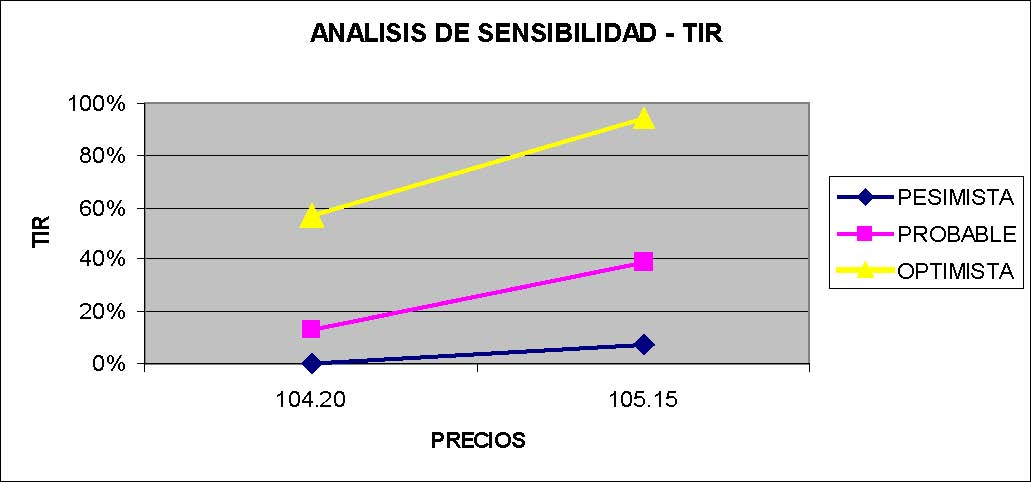 ANALISIS DE SENSIBILIDAD - TIR
100%
80%
60%
40%
20%
0%
TIR
104.20
105.15
PRECIOS
PESIMISTA
PROBABLE
OPTIMISTA